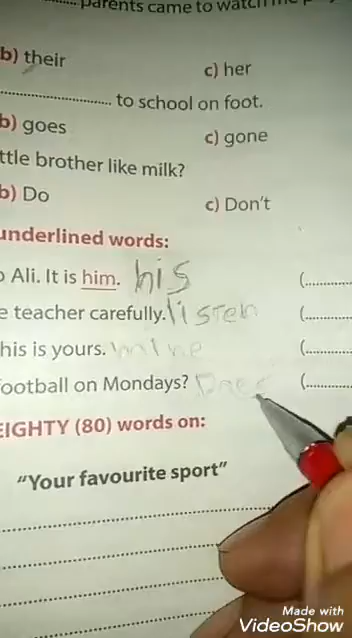 parents came to watch
b) their
c) her
to school on foot.
b) goes
c) gone
ttle brother like milk?
b) Do
c) Don't
underlined words:
Ali. It is him. his
e teacher carefully. listen
his is yours. mine
ootball on Mondays? Does
EIGHTY (80) words on:
"Your favourite sport"
Made with
VideoShow